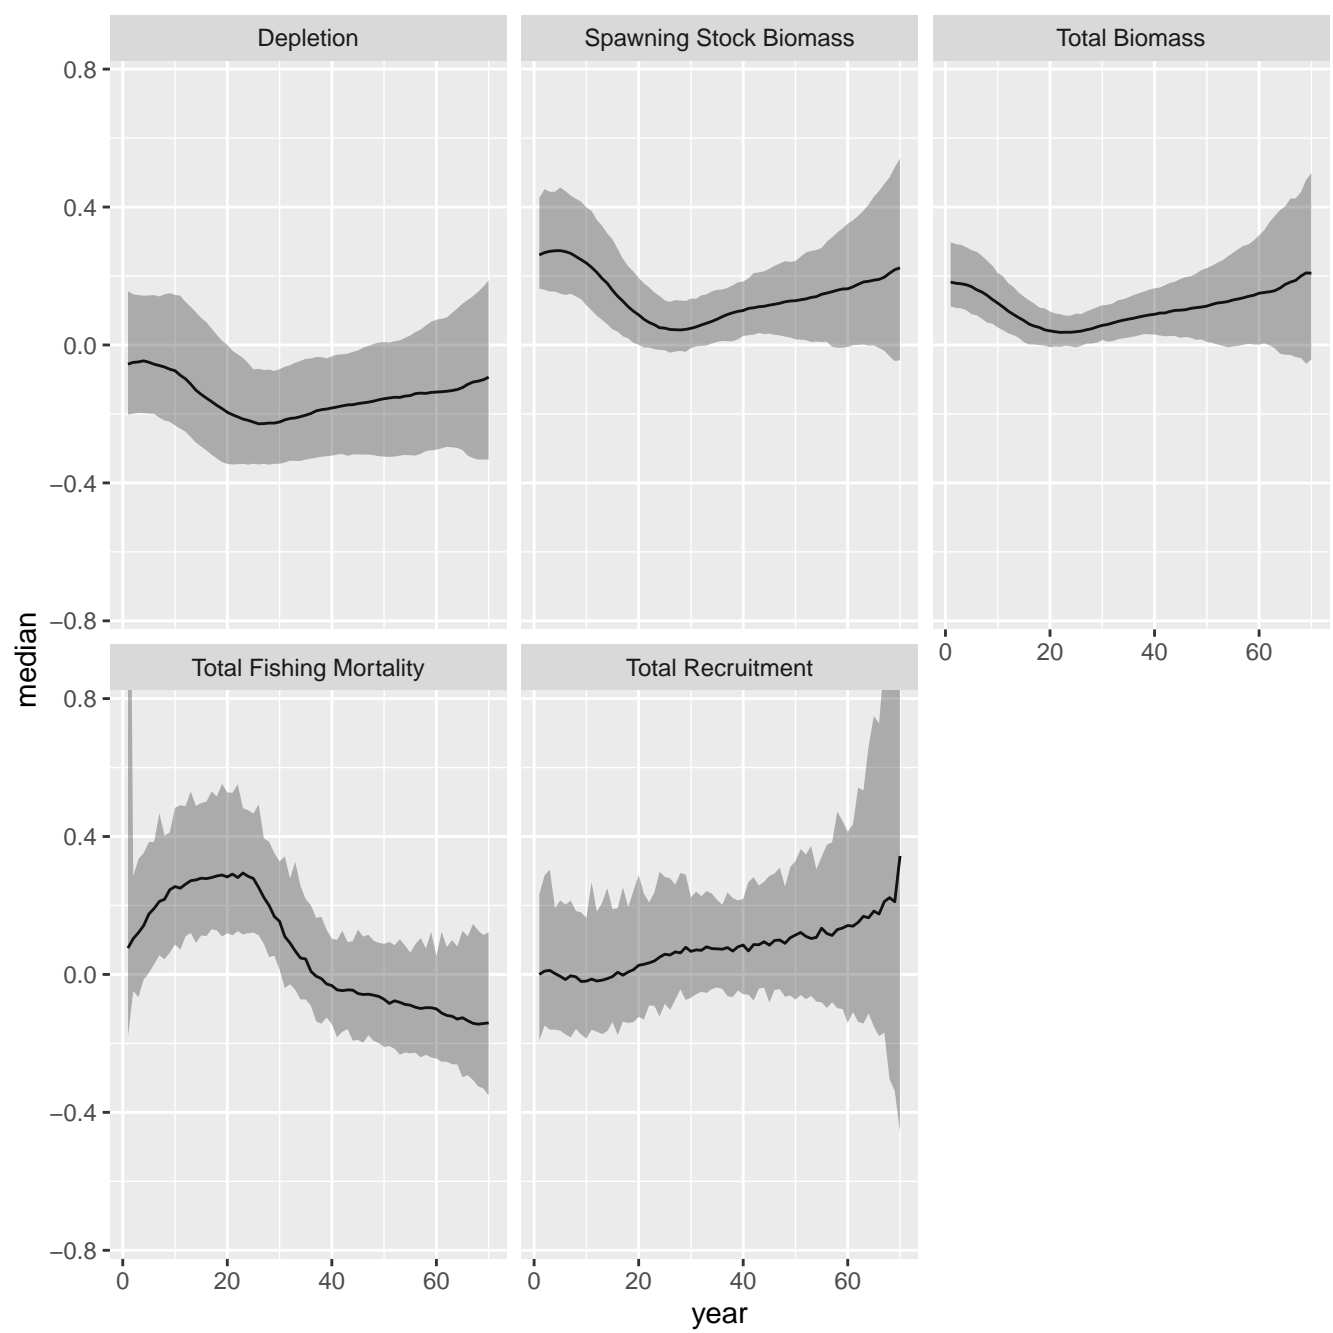 Depletion
Spawning Stock Biomass
Total Biomass
0.8
0.4
0.0
−0.4
−0.8
0 20 40 60
median
Total Fishing Mortality
Total Recruitment
0.8
0.4
0.0
−0.4
−0.8
0 20 40 60
0 20 40 60
year